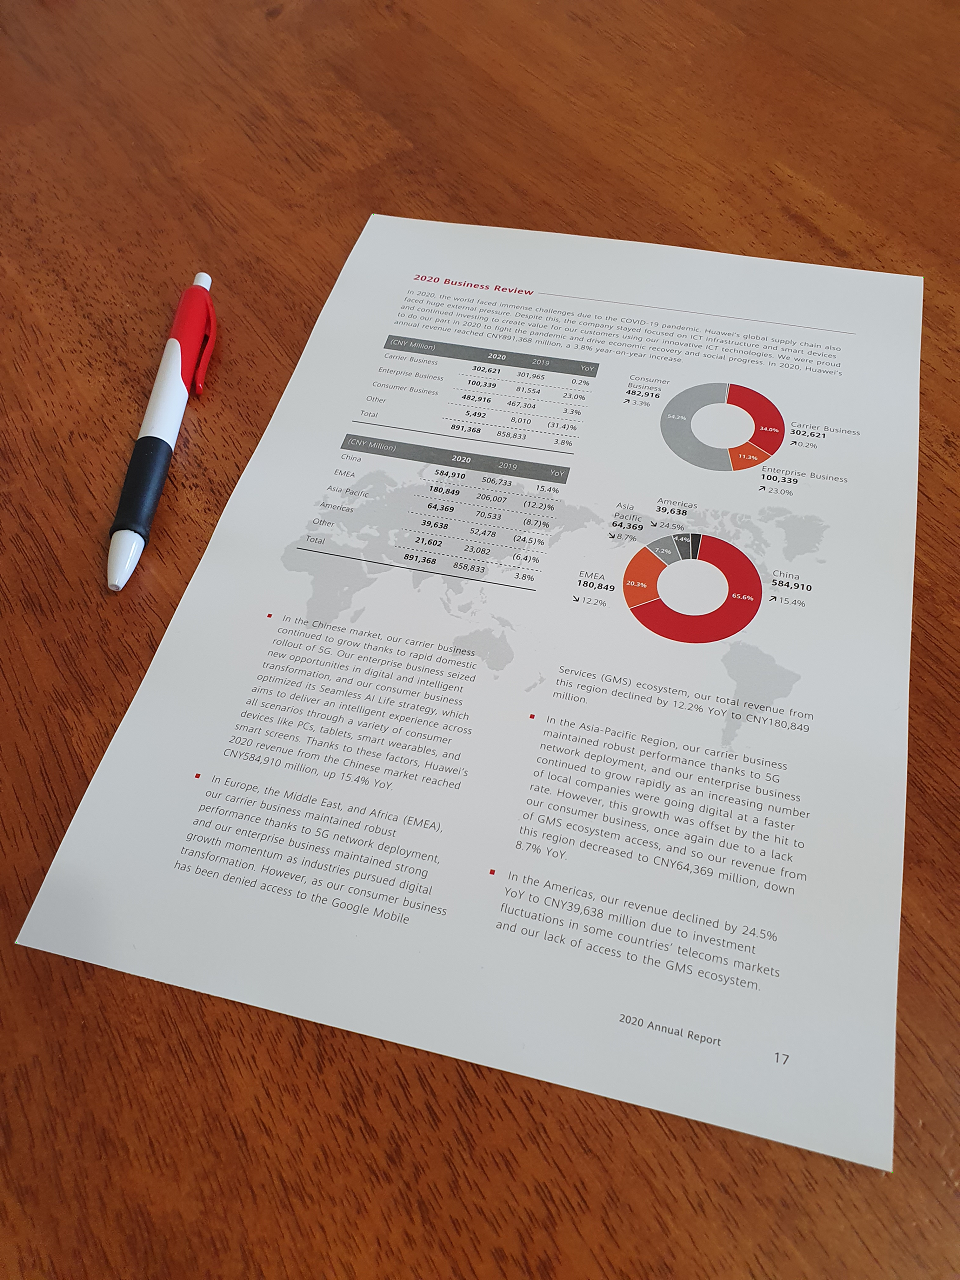 2020 Business Review
In 2020, the world faced immense challenges due to the COVID-19 pandemic. Huawei's global supply chain also
faced huge external pressure. Despite this, the company stayed focused on ICT infrastructure and smart devices
and continued investing to create value for our customers using our innovative ICT technologies. We were proud
to do our part in 2020 to fight the pandemic and drive economic recovery and social progress. In 2020, Huawei's
annual revenue reached CNY891,368 million, a 3.8% year-on-year increase.
(CNY Million) 2020 2019 YoY
Carrier Business 302,621 301,965 0.2%
Enterprise Business 100,339 81,554 23.0%
Consumer Business 482,916 467,304 3.3%
Other 5,492 8,010 (31.4)%
Total 891,368 858,833 3.8%
Consumer
Business
482,916
↗ 3.3%
54.2%
34.0%
11.3%
Carrier Business
302,621
↗ 0.2%
Enterprise Business
100,339
↗ 23.0%
(CNY Million) 2020 2019 YoY
China 584,910 506,733 15.4%
EMEA 180,849 206,007 (12.2)%
Asia Pacific 64,369 70,533 (8.7)%
Americas 39,638 52,478 (24.5)%
Other 21,602 23,082 (6.4)%
Total 891,368 858,833 3.8%
Americas
39,638
↘ 24.5%
Asia
Pacific
64,369
↘ 8.7%
EMEA
180,849
↘ 12.2%
4.4%
7.2%
20.3%
65.6%
China
584,910
↗ 15.4%
▪ In the Chinese market, our carrier business
continued to grow thanks to rapid domestic
rollout of 5G. Our enterprise business seized
new opportunities in digital and intelligent
transformation, and our consumer business
optimized its Seamless AI Life strategy, which
aims to deliver an intelligent experience across
all scenarios through a variety of consumer
devices like PCs, tablets, smart wearables, and
smart screens. Thanks to these factors, Huawei's
2020 revenue from the Chinese market reached
CNY584,910 million, up 15.4% YoY.
▪ In Europe, the Middle East, and Africa (EMEA),
our carrier business maintained robust
performance thanks to 5G network deployment,
and our enterprise business maintained strong
growth momentum as industries pursued digital
transformation. However, as our consumer business
has been denied access to the Google Mobile
Services (GMS) ecosystem, our total revenue from
this region declined by 12.2% YoY to CNY180,849
million.
▪ In the Asia-Pacific Region, our carrier business
maintained robust performance thanks to 5G
network deployment, and our enterprise business
continued to grow rapidly as an increasing number
of local companies were going digital at a faster
rate. However, this growth was offset by the hit to
our consumer business, once again due to a lack
of GMS ecosystem access, and so our revenue from
this region decreased to CNY64,369 million, down
8.7% YoY.
▪ In the Americas, our revenue declined by 24.5%
YoY to CNY39,638 million due to investment
fluctuations in some countries' telecoms markets
and our lack of access to the GMS ecosystem.
2020 Annual Report
17